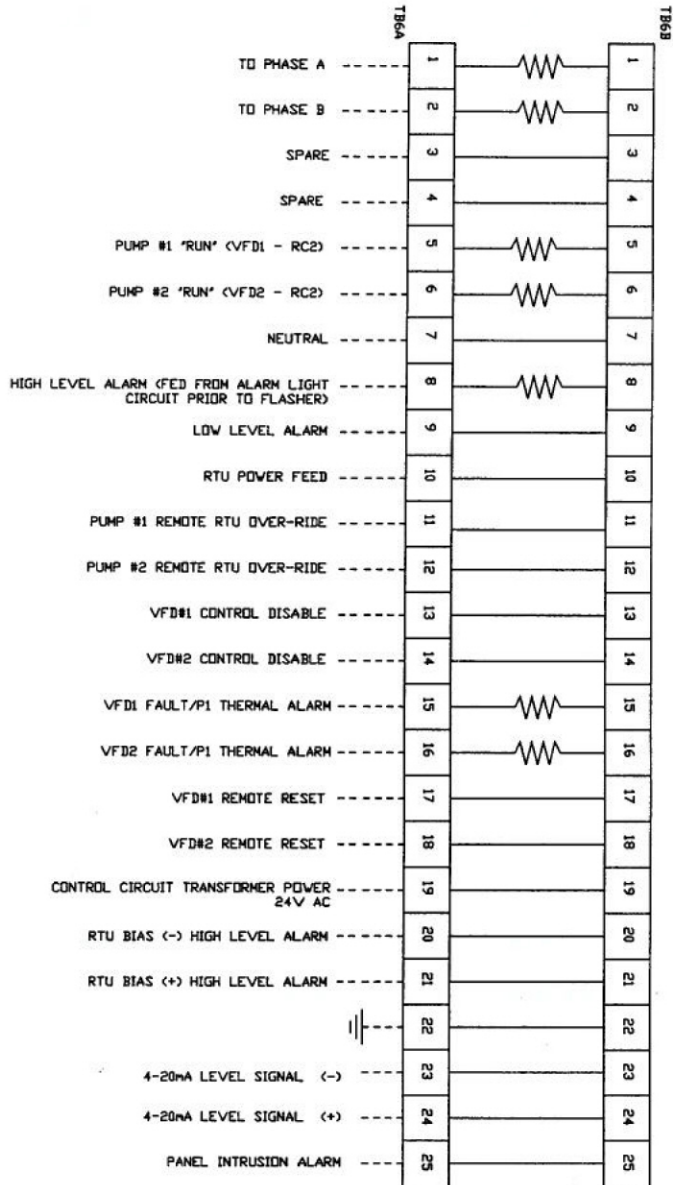 TB6A TB6B
TO PHASE A 1 1
TO PHASE B 2 2
SPARE 3 3
SPARE 4 4
PUMP #1 "RUN" (VFD1 - RC2) 5 5
PUMP #2 "RUN" (VFD2 - RC2) 6 6
NEUTRAL 7 7
HIGH LEVEL ALARM (FED FROM ALARM LIGHT 8 8
CIRCUIT PRIOR TO FLASHER)
LOW LEVEL ALARM 9 9
RTU POWER FEED 10 10
PUMP #1 REMOTE RTU OVER-RIDE 11 11
PUMP #2 REMOTE RTU OVER-RIDE 12 12
VFD#1 CONTROL DISABLE 13 13
VFD#2 CONTROL DISABLE 14 14
VFD1 FAULT/P1 THERMAL ALARM 15 15
VFD2 FAULT/P1 THERMAL ALARM 16 16
VFD#1 REMOTE RESET 17 17
VFD#2 REMOTE RESET 18 18
CONTROL CIRCUIT TRANSFORMER POWER 19 19
24V AC
RTU BIAS (-) HIGH LEVEL ALARM 20 20
RTU BIAS (+) HIGH LEVEL ALARM 21 21
22 22
4-20mA LEVEL SIGNAL (-) 23 23
4-20mA LEVEL SIGNAL (+) 24 24
PANEL INTRUSION ALARM 25 25